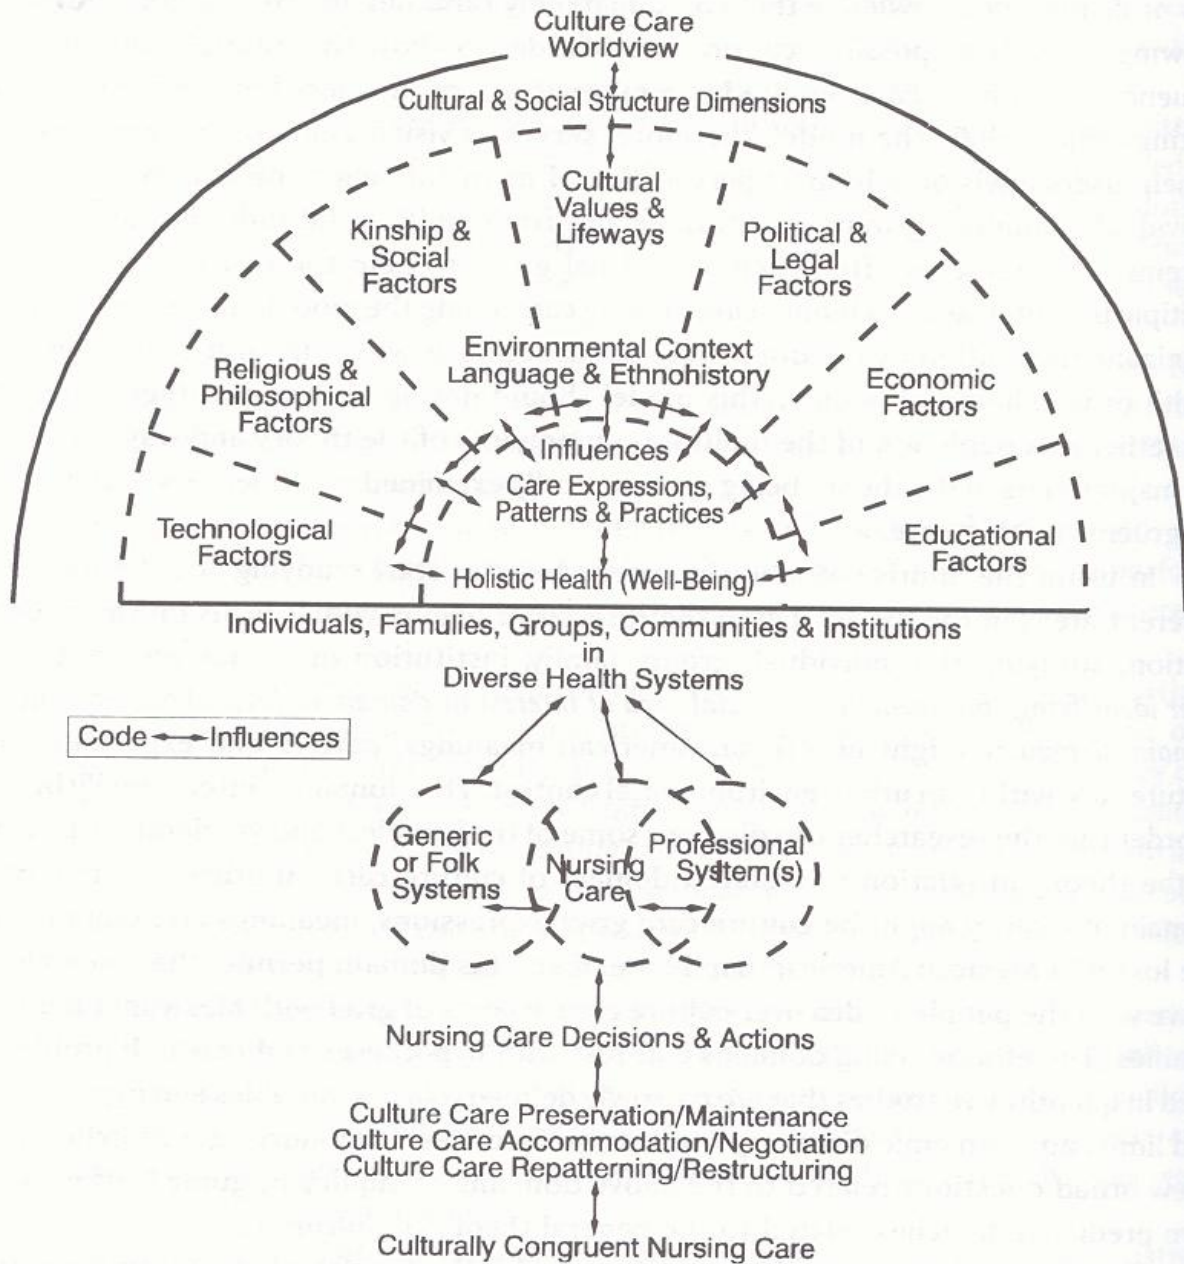 Culture Care
Worldview
Cultural & Social Structure Dimensions
Cultural
Values &
Lifeways
Kinship &
Social
Factors
Political &
Legal
Factors
Environmental Context
Language & Ethnohistory
Religious &
Philosophical
Factors
Economic
Factors
Influences
Care Expressions,
Patterns & Practices
Technological
Factors
Educational
Factors
Holistic Health (Well-Being)
Individuals, Famulies, Groups, Communities & Institutions
in
Diverse Health Systems
Code Influences
Generic
or Folk
Systems
Nursing
Care
Professional
System(s)
Nursing Care Decisions & Actions
Culture Care Preservation/Maintenance
Culture Care Accommodation/Negotiation
Culture Care Repatterning/Restructuring
Culturally Congruent Nursing Care